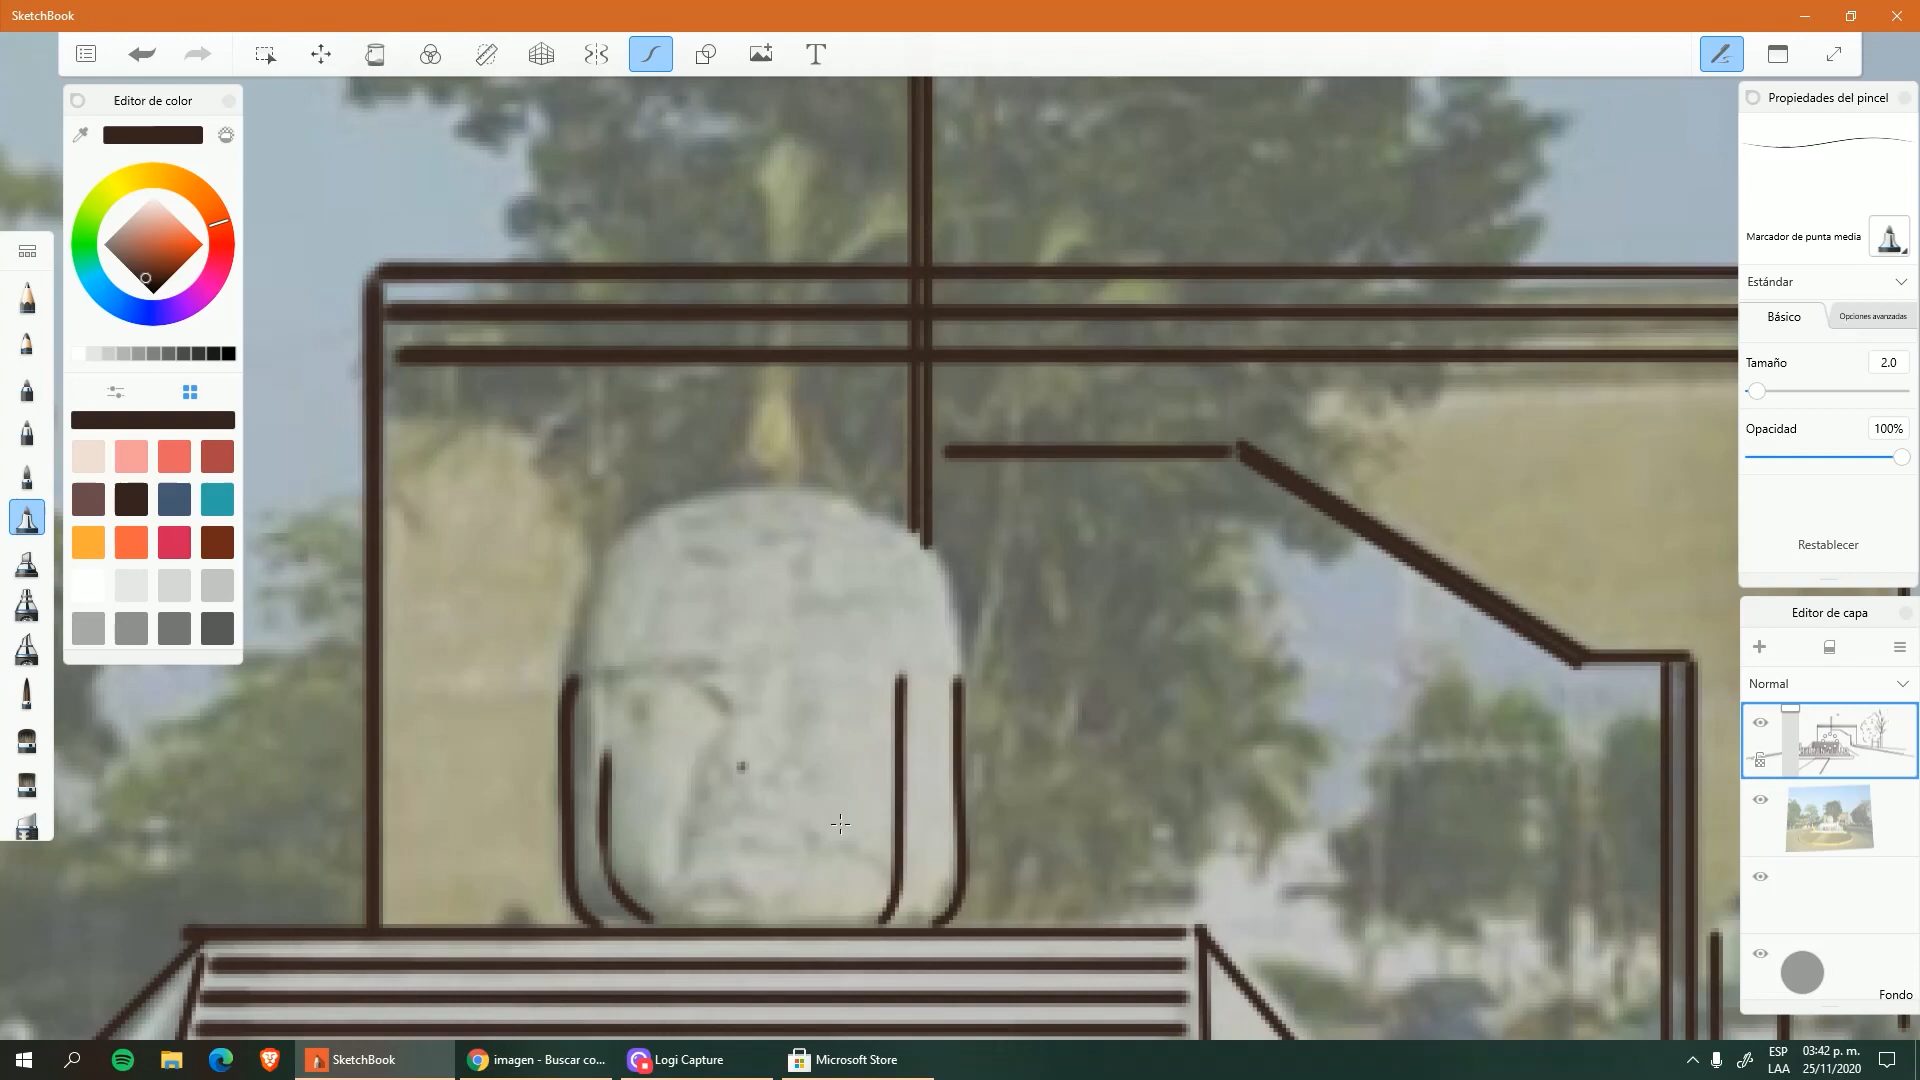 SketchBook
T
Editor de color
Propiedades del pincel
Marcador de punta media
Estándar
Básico
Opciones avanzadas
Tamaño
2.0
Opacidad
100%
Restablecer
Editor de capa
Normal
Fondo
SketchBook
imagen - Buscar co...
Logi Capture
Microsoft Store
ESP
LAA
03:42 p. m.
25/11/2020